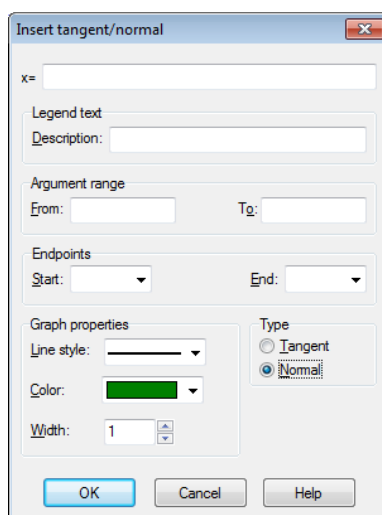 Insert tangent/normal
x=
Legend text
Description:
Argument range
From: To:
Endpoints
Start: End:
Graph properties Type
Line style: Tangent
Normal
Color:
Width: 1
OK Cancel Help